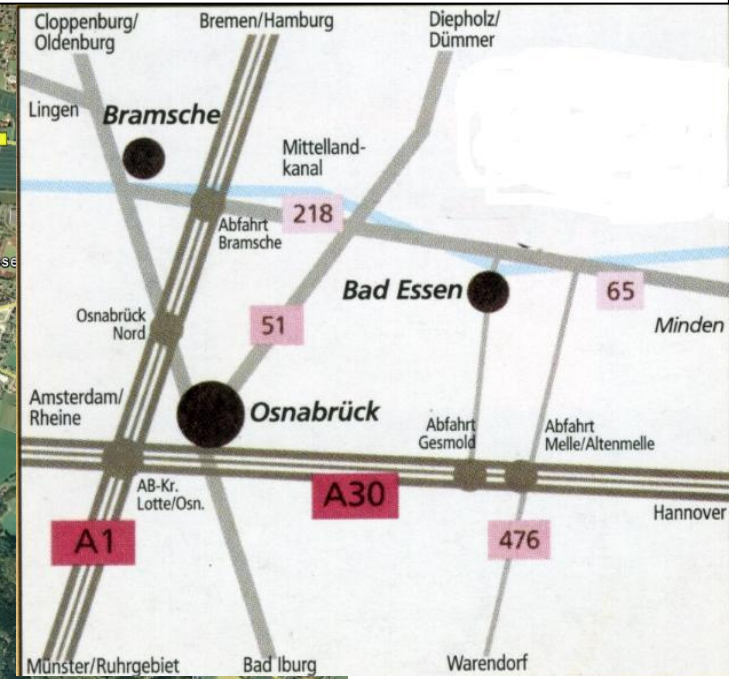 Cloppenburg/
Oldenburg
Bremen/Hamburg
Diepholz/
Dümmer
Lingen
Bramsche
Mittelland-
kanal
218
Abfahrt
Bramsche
Bad Essen
65
Osnabrück
Nord
51
Minden
Amsterdam/
Rheine
Osnabrück
Abfahrt
Gesmold
Abfahrt
Melle/Altenmelle
AB-Kr.
Lotte/Osn.
A30
Hannover
A1
476
Münster/Ruhrgebiet
Bad Iburg
Warendorf